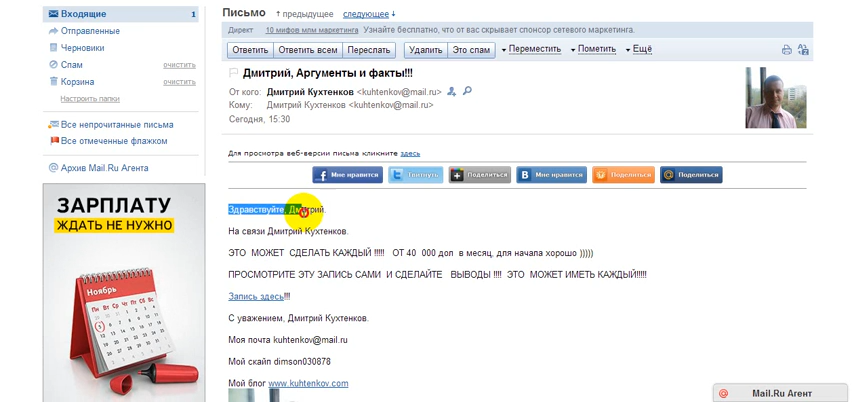 Входящие 1
Отправленные
Черновики
Спам очистить
Корзина очистить
Настроить папки
Все непрочитанные письма
Все отмеченные флажком
Архив Mail.Ru Агента
ЗАРПЛАТУ
ЖДАТЬ НЕ НУЖНО
Ноябрь
Письмо ↑ предыдущее следующее ↓
Директ 10 мифов млм маркетинга Узнайте бесплатно, что от вас скрывает спонсор сетевого маркетинга.
Ответить Ответить всем Переслать Удалить Это спам Переместить Пометить Ещё
Дмитрий, Аргументы и факты!!!
От кого: Дмитрий Кухтенков <kuhtenkov@mail.ru>
Кому: Дмитрий Кухтенков <kuhtenkov@mail.ru>
Сегодня, 15:30
Для просмотра веб-версии письма кликните здесь
Мне нравится Твитнуть Поделиться Мне нравится Поделиться Поделиться
Здравствуйте, Дмитрий.
На связи Дмитрий Кухтенков.
ЭТО МОЖЕТ СДЕЛАТЬ КАЖДЫЙ !!!!! ОТ 40 000 дол в месяц, для начала хорошо )))))
ПРОСМОТРИТЕ ЭТУ ЗАПИСЬ САМИ И СДЕЛАЙТЕ ВЫВОДЫ !!!! ЭТО МОЖЕТ ИМЕТЬ КАЖДЫЙ!!!!!
Запись здесь!!!
С уважением, Дмитрий Кухтенков.
Моя почта kuhtenkov@mail.ru
Мой скайп dimson030878
Мой блог www.kuhtenkov.com
Mail.Ru Агент